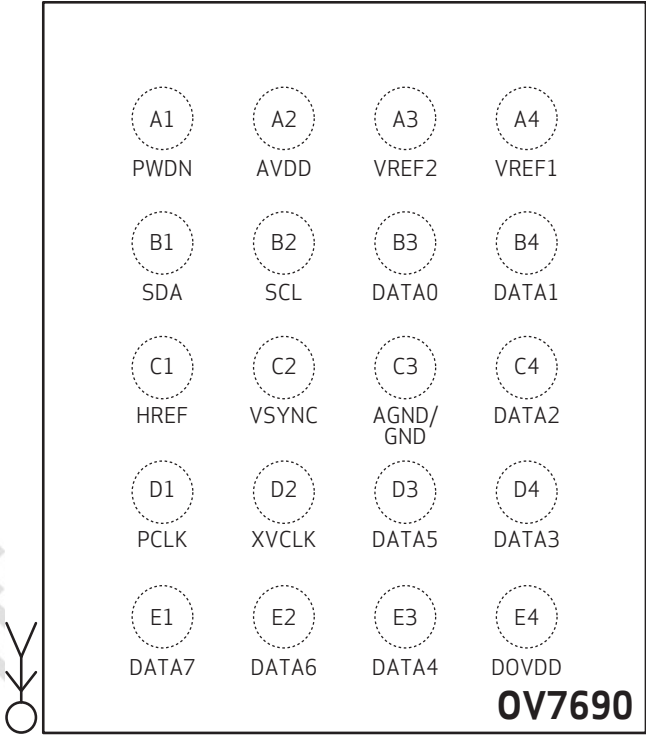 A1 A2 A3 A4
PWDN AVDD VREF2 VREF1
B1 B2 B3 B4
SDA SCL DATA0 DATA1
C1 C2 C3 C4
HREF VSYNC AGND/ DATA2
GND
D1 D2 D3 D4
PCLK XVCLK DATA5 DATA3
E1 E2 E3 E4
DATA7 DATA6 DATA4 DOVDD
OV7690